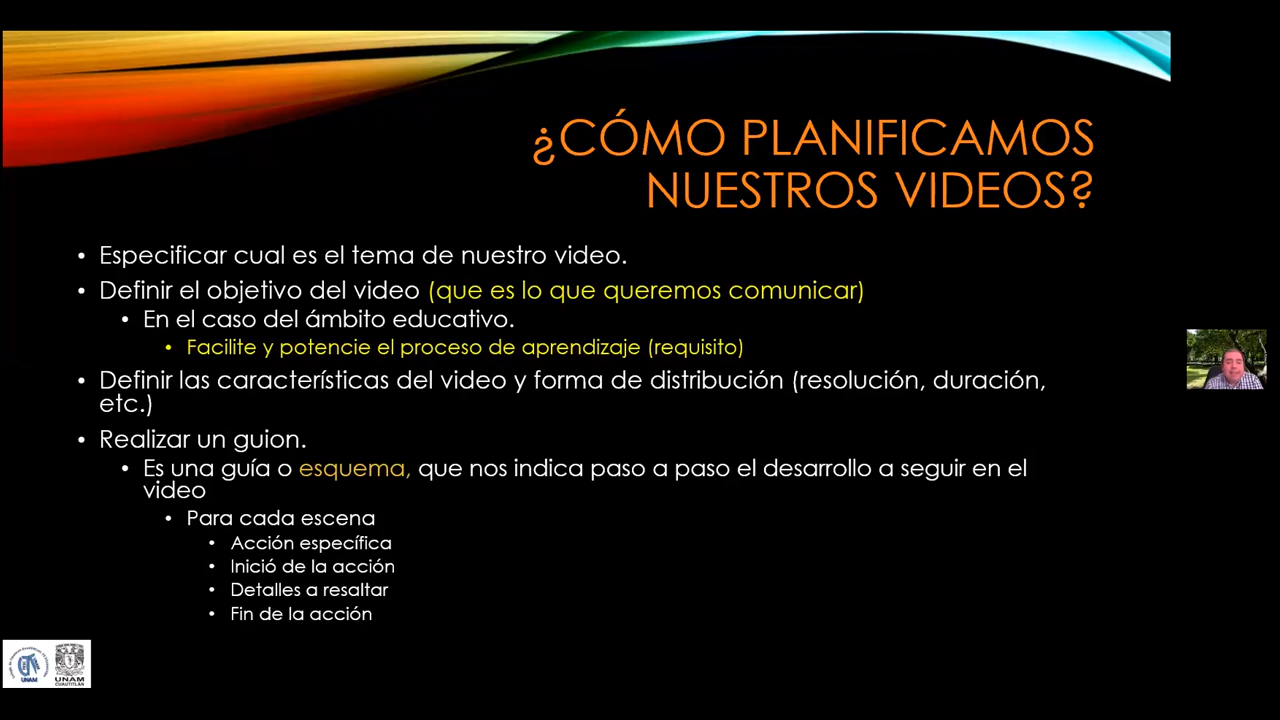 ¿CÓMO PLANIFICAMOS
NUESTROS VIDEOS?
• Especificar cual es el tema de nuestro video.
• Definir el objetivo del video (que es lo que queremos comunicar)
• En el caso del ámbito educativo.
• Facilite y potencie el proceso de aprendizaje (requisito)
• Definir las características del video y forma de distribución (resolución, duración,
etc.)
• Realizar un guion.
• Es una guía o esquema, que nos indica paso a paso el desarrollo a seguir en el
video
• Para cada escena
• Acción específica
• Inició de la acción
• Detalles a resaltar
• Fin de la acción
UNAM
UNAM
CUAUTITLÁN